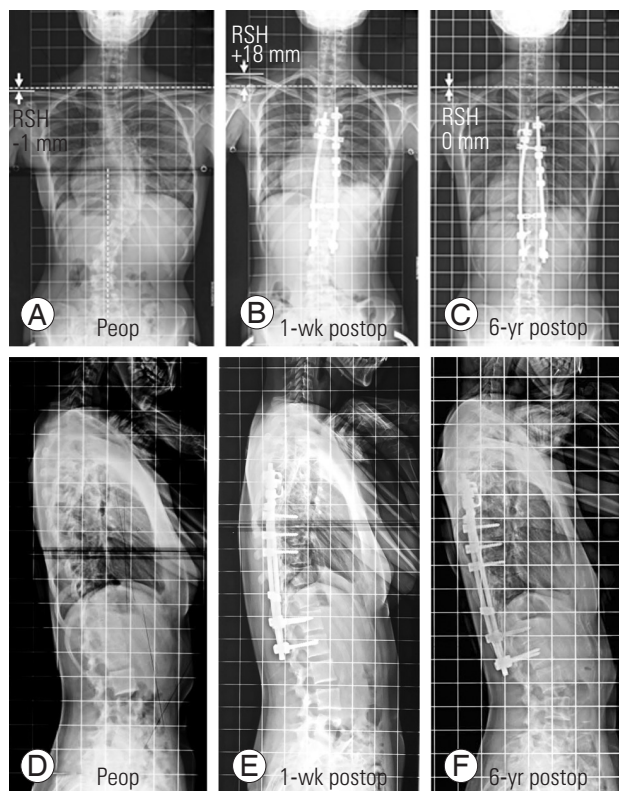 RSH
-1 mm
A
Peop
RSH
+18 mm
B
1-wk postop
RSH
0 mm
C
6-yr postop
D
Peop
E
1-wk postop
F
6-yr postop